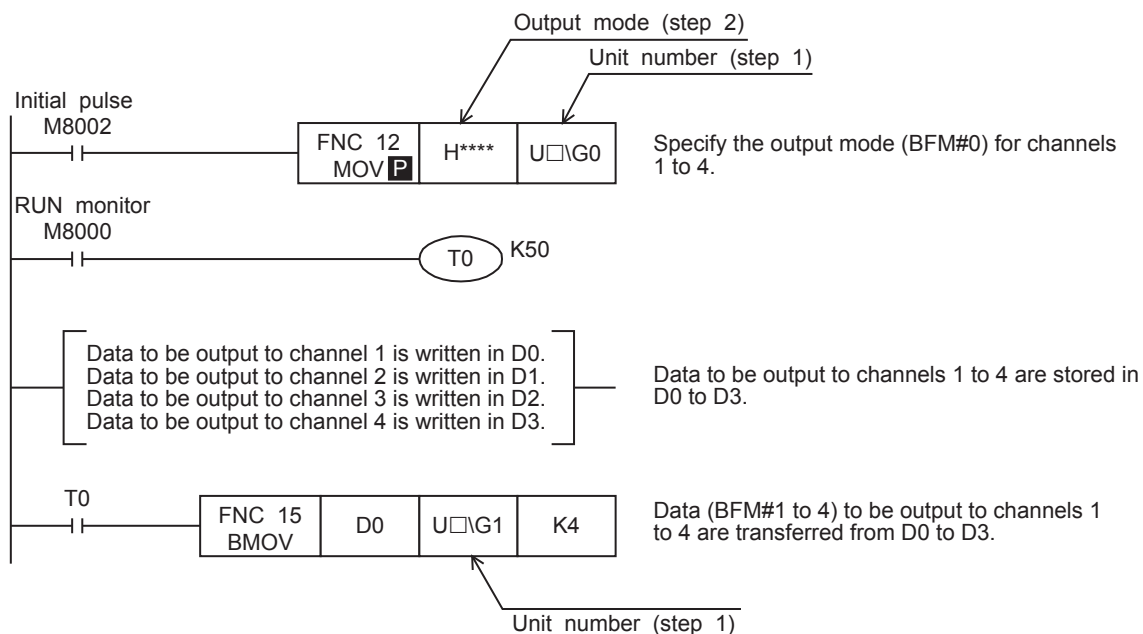 Output mode (step 2)
Unit number (step 1)
Initial pulse
M8002
FNC 12
MOV P
H****
U□\G0
Specify the output mode (BFM#0) for channels
1 to 4.
RUN monitor
M8000
T0
K50
Data to be output to channel 1 is written in D0.
Data to be output to channel 2 is written in D1.
Data to be output to channel 3 is written in D2.
Data to be output to channel 4 is written in D3.
Data to be output to channels 1 to 4 are stored in
D0 to D3.
T0
FNC 15
BMOV
D0
U□\G1
K4
Data (BFM#1 to 4) to be output to channels 1
to 4 are transferred from D0 to D3.
Unit number (step 1)